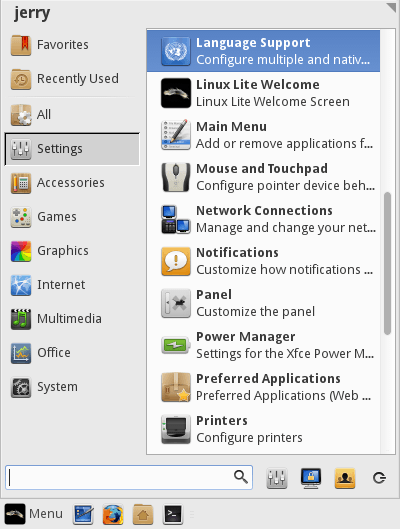 jerry
Favorites
Recently Used
All
Settings
Accessories
Games
Graphics
Internet
Multimedia
Office
System
Language Support
Configure multiple and nativ...
Linux Lite Welcome
Linux Lite Welcome Screen
Main Menu
Add or remove applications f...
Mouse and Touchpad
Configure pointer device beh...
Network Connections
Manage and change your net...
Notifications
Customize how notifications ...
Panel
Customize the panel
Power Manager
Settings for the Xfce Power M...
Preferred Applications
Preferred Applications (Web ...
Printers
Configure printers
Menu